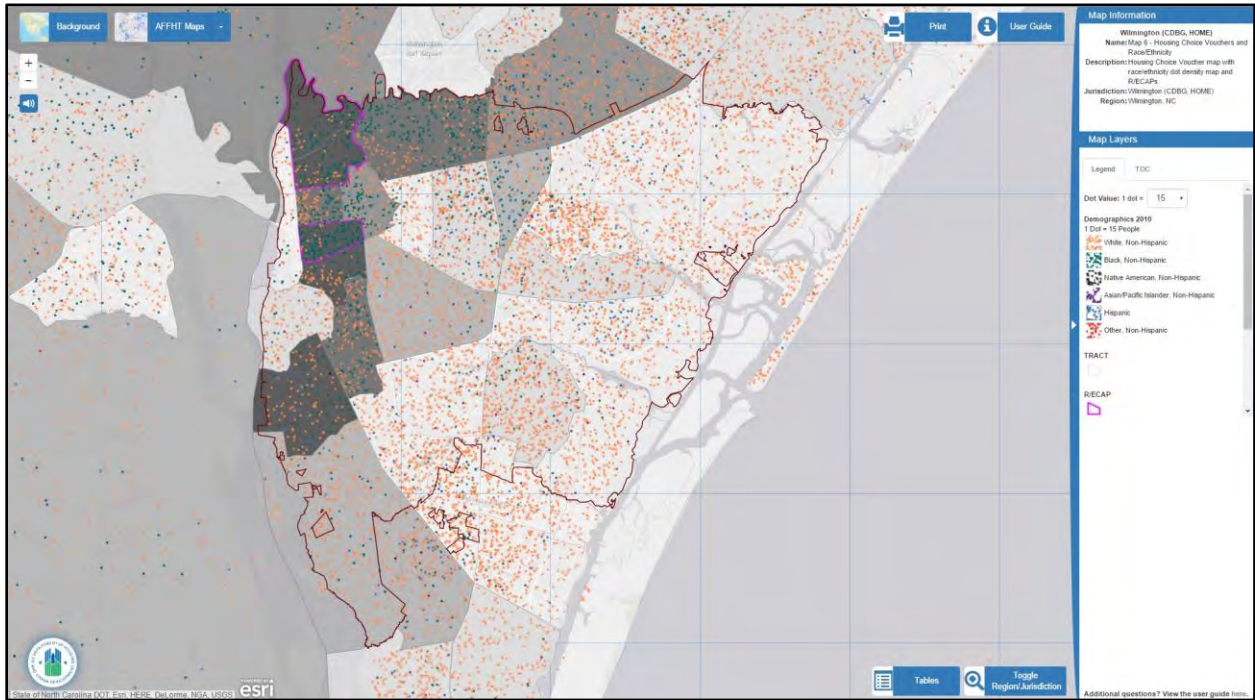 Background
AFFHT Maps
Print
User Guide
+
−
Map Information
Wilmington (CDBG, HOME)
Name: Map 6 - Housing Choice Vouchers and
Race/Ethnicity
Description: Housing Choice Voucher map with
race/ethnicity dot density map and
R/ECAPs
Jurisdiction: Wilmington (CDBG, HOME)
Region: Wilmington, NC
Map Layers
Legend
TOC
Dot Value: 1 dot = 15
Demographics 2010
1 Dot = 15 People
White, Non-Hispanic
Black, Non-Hispanic
Native American, Non-Hispanic
Asian/Pacific Islander, Non-Hispanic
Hispanic
Other, Non-Hispanic
TRACT
R/ECAP
Tables
Toggle
Region/Jurisdiction
Additional questions? View the user guide here.
esri
State of North Carolina DOT, Esri, HERE, DeLorme, NGA, USGS